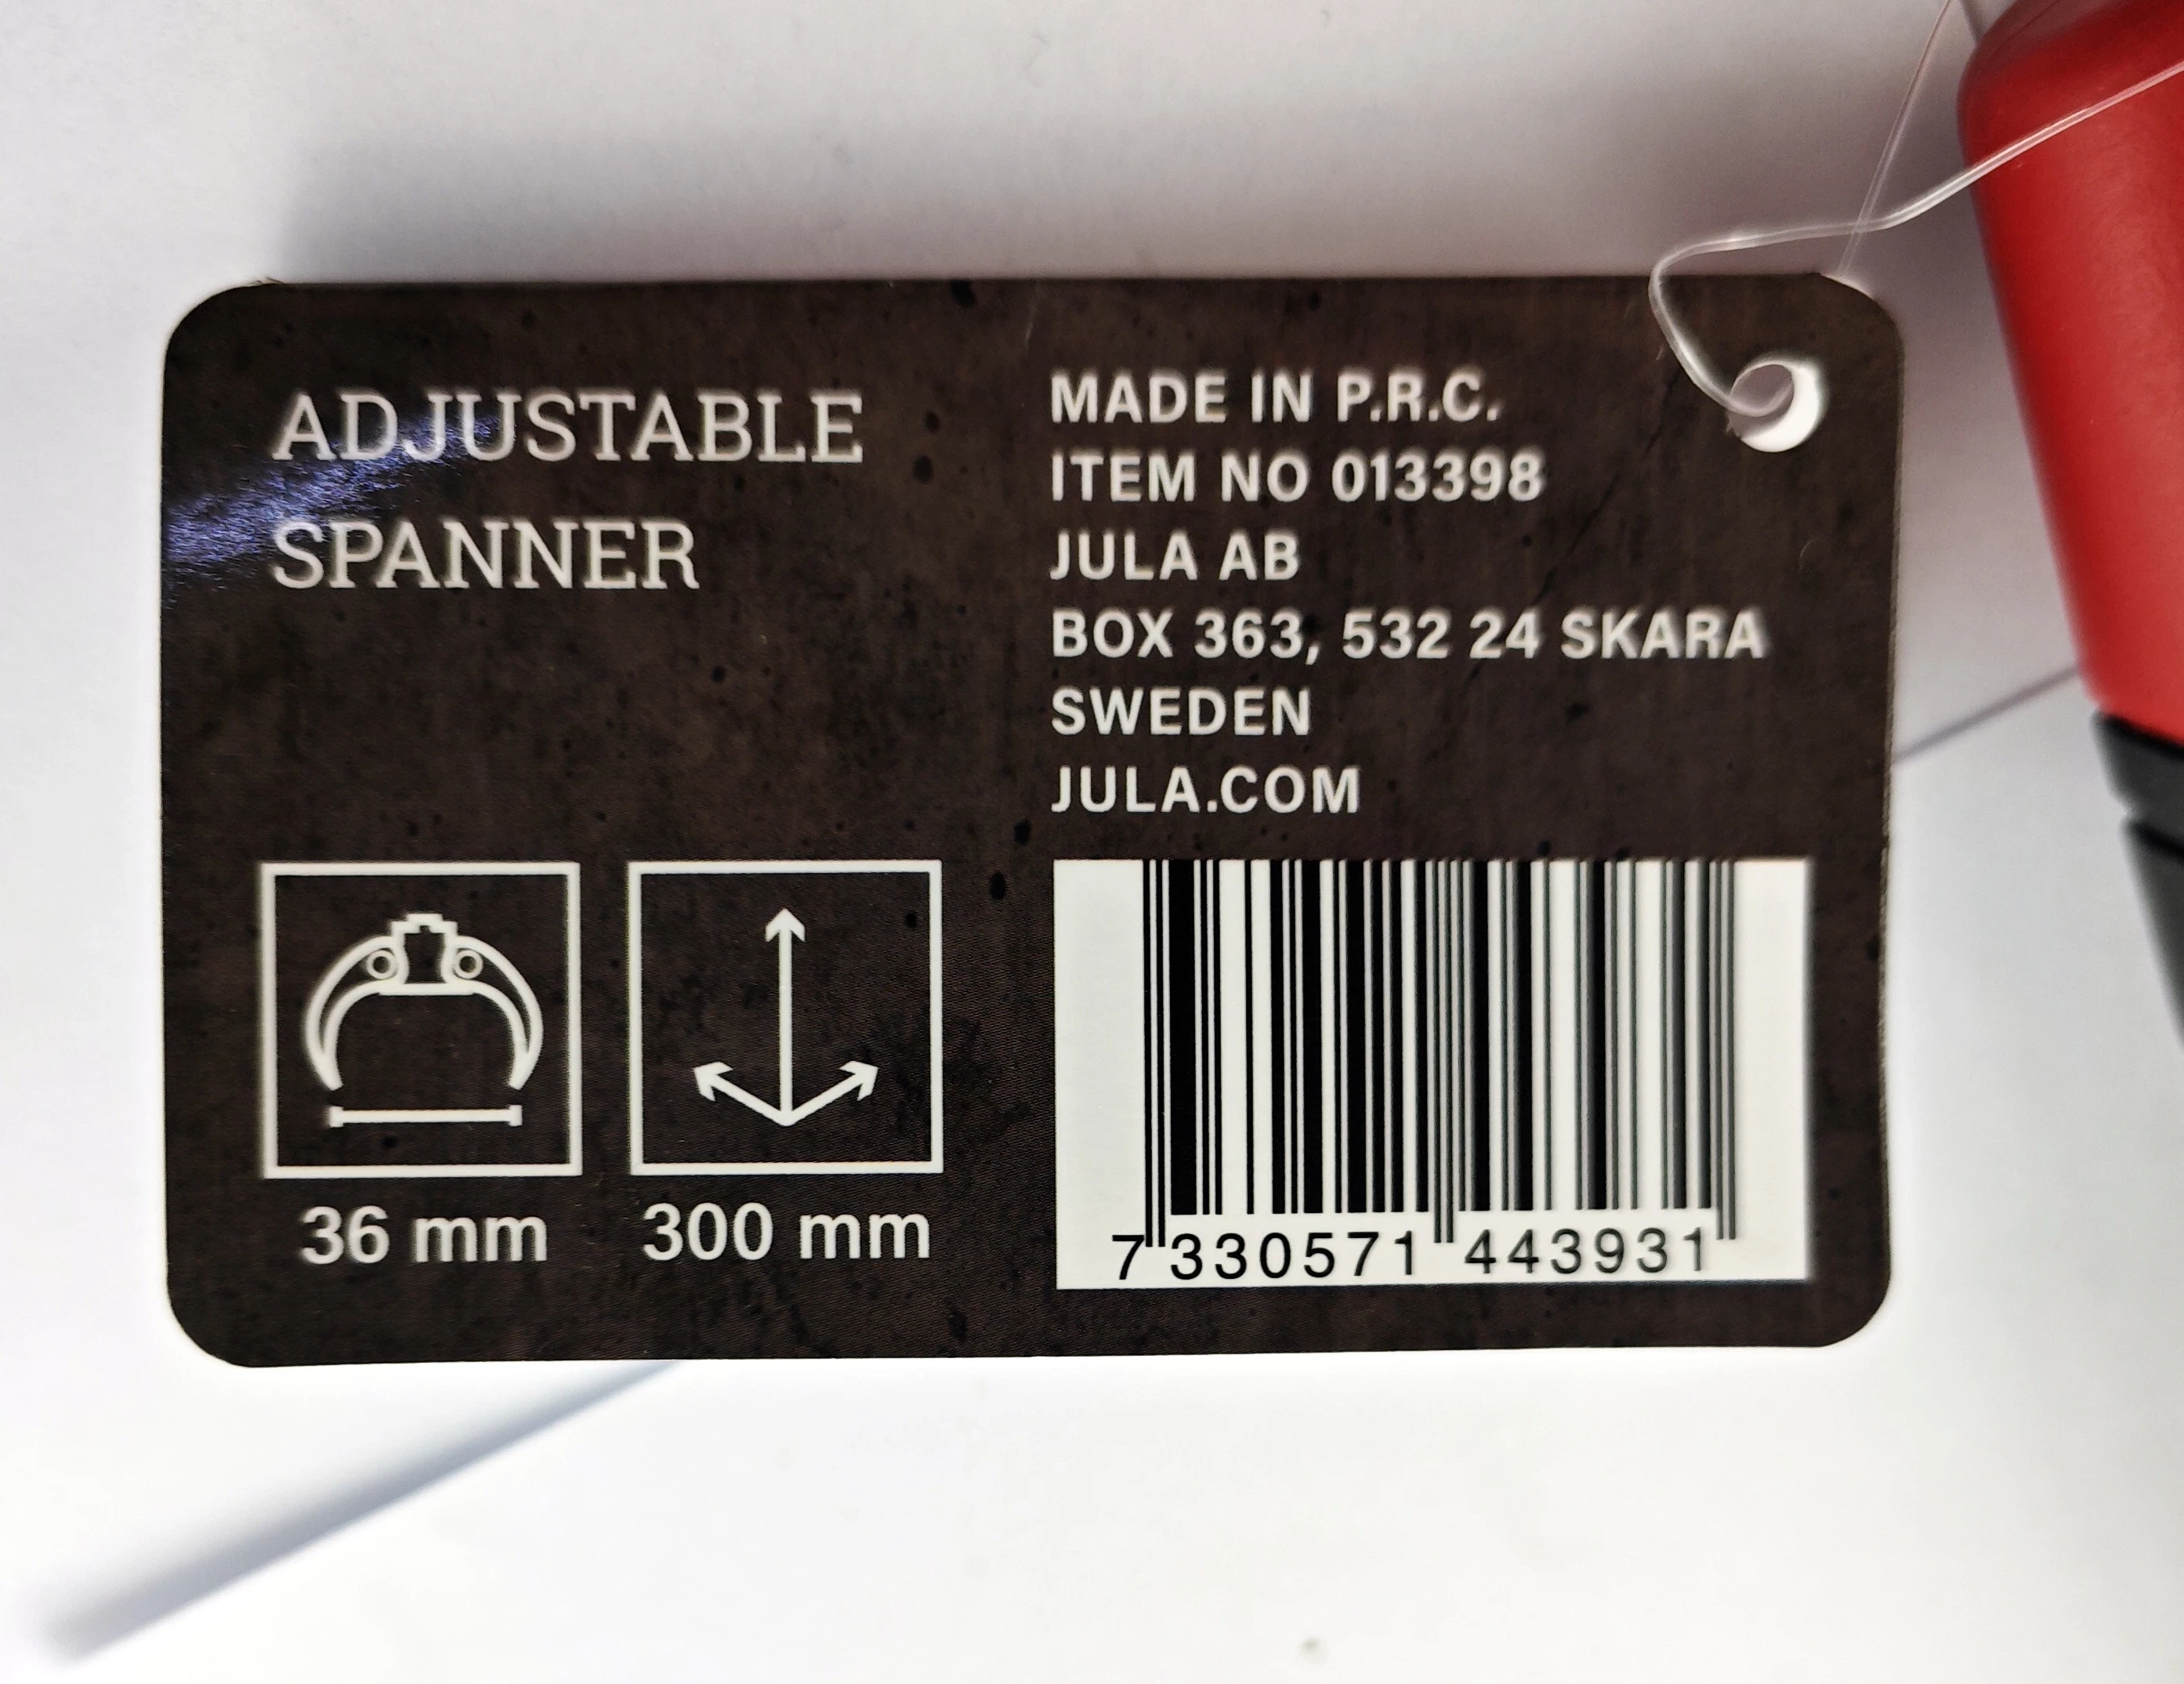 ADJUSTABLE
SPANNER
MADE IN P.R.C.
ITEM NO 013398
JULA AB
BOX 363, 532 24 SKARA
SWEDEN
JULA.COM
36 mm
300 mm
7 330571 443931